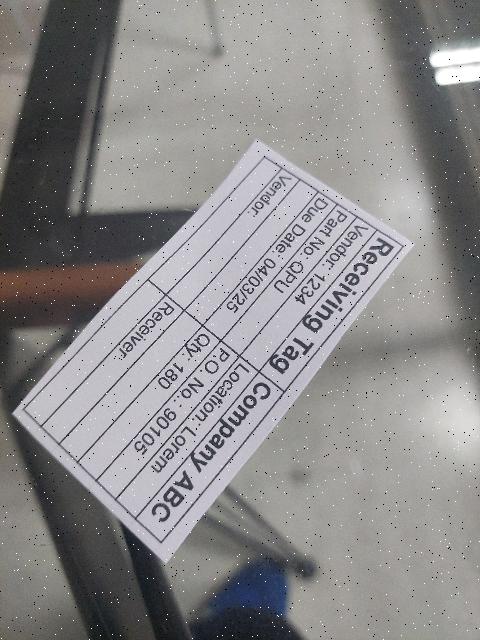 Receiving Tag Company ABC
Vendor: 1234 Location: Lorem
Part No.: QPU P.O. No.: 90105
Due Date: 04/03/25 Qty: 180
Vendor: Receiver: